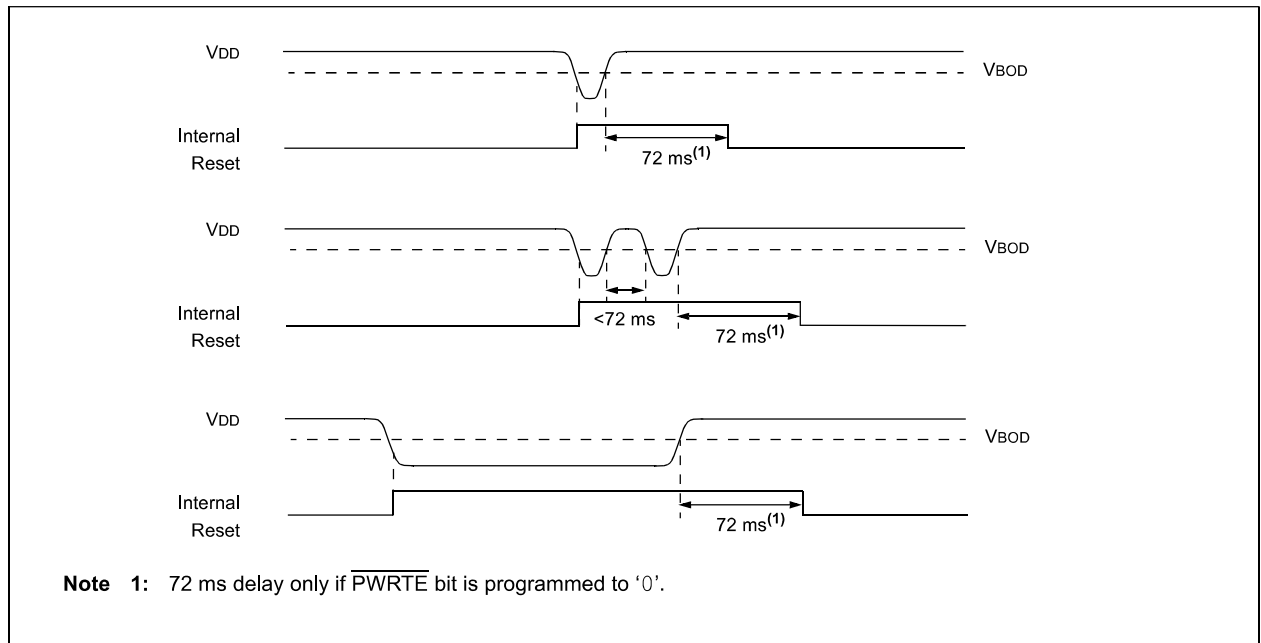 VDD
VBOD
Internal
Reset
72 ms(1)
VDD
VBOD
Internal
Reset
<72 ms
72 ms(1)
VDD
VBOD
Internal
Reset
72 ms(1)
Note 1: 72 ms delay only if P̅W̅R̅T̅E̅ bit is programmed to ‘0’.